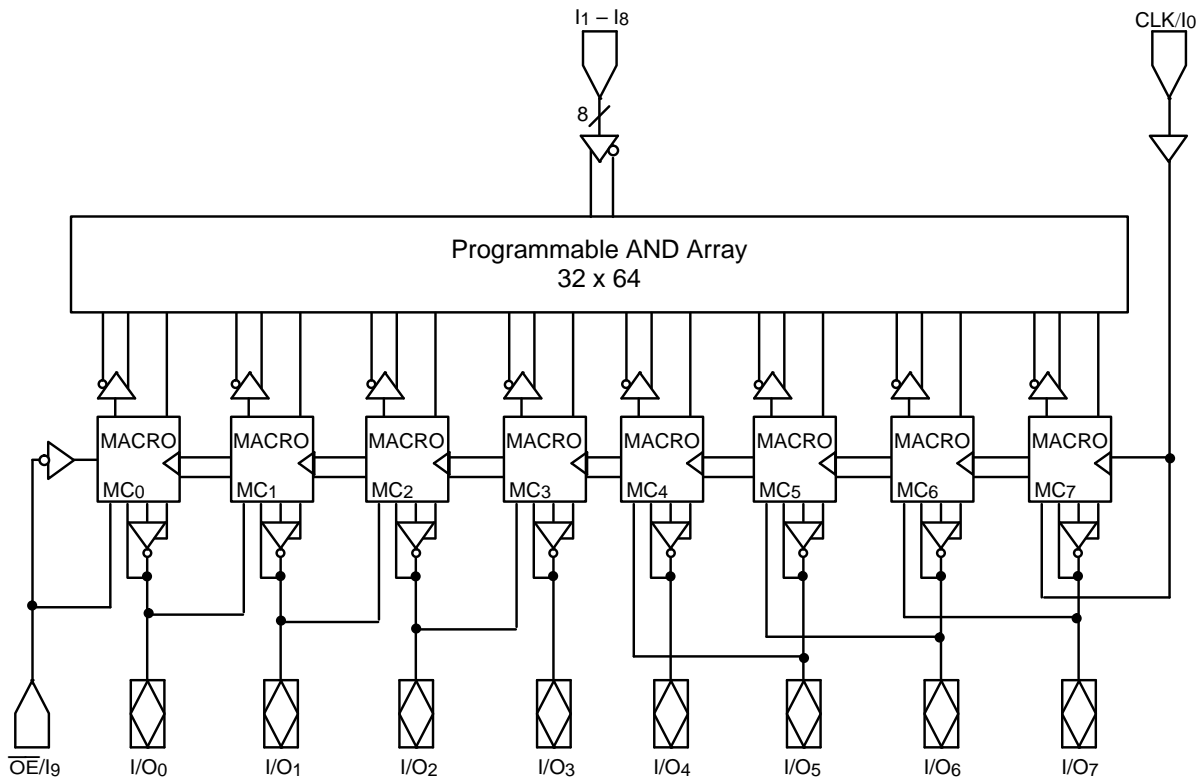 I1 – I8
CLK/I0
8
Programmable AND Array
32 x 64
MACRO MACRO MACRO MACRO MACRO MACRO MACRO MACRO
MC0 MC1 MC2 MC3 MC4 MC5 MC6 MC7
O̅E̅/I9 I/O0 I/O1 I/O2 I/O3 I/O4 I/O5 I/O6 I/O7